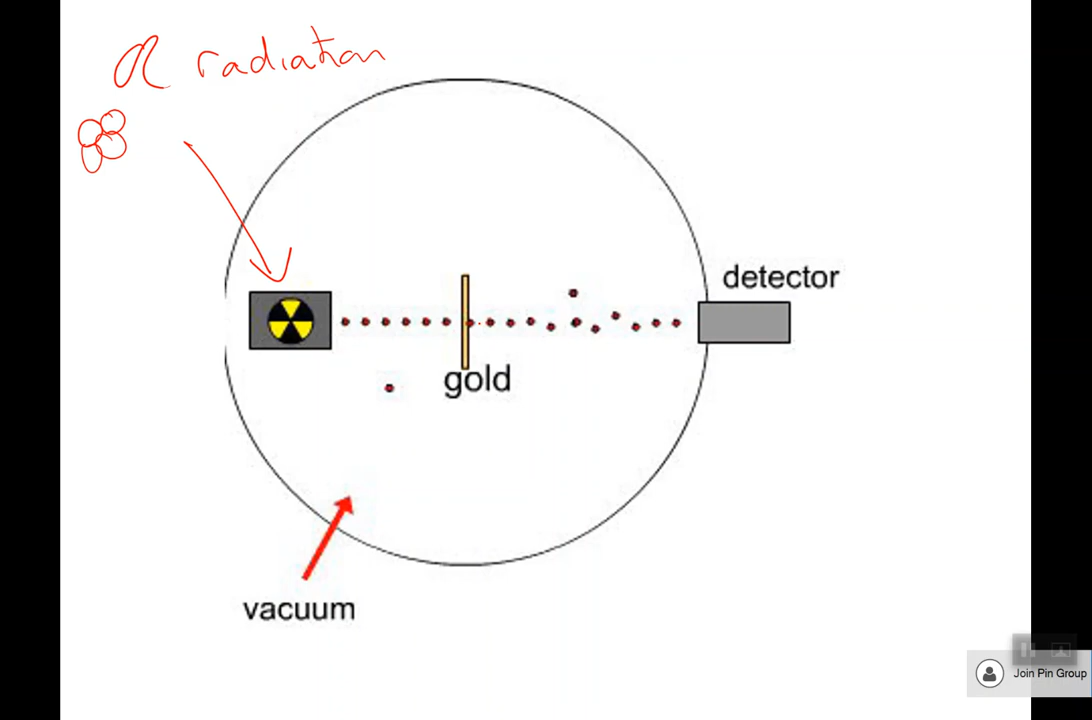 α radiation
detector
gold
vacuum
Join Pin Group